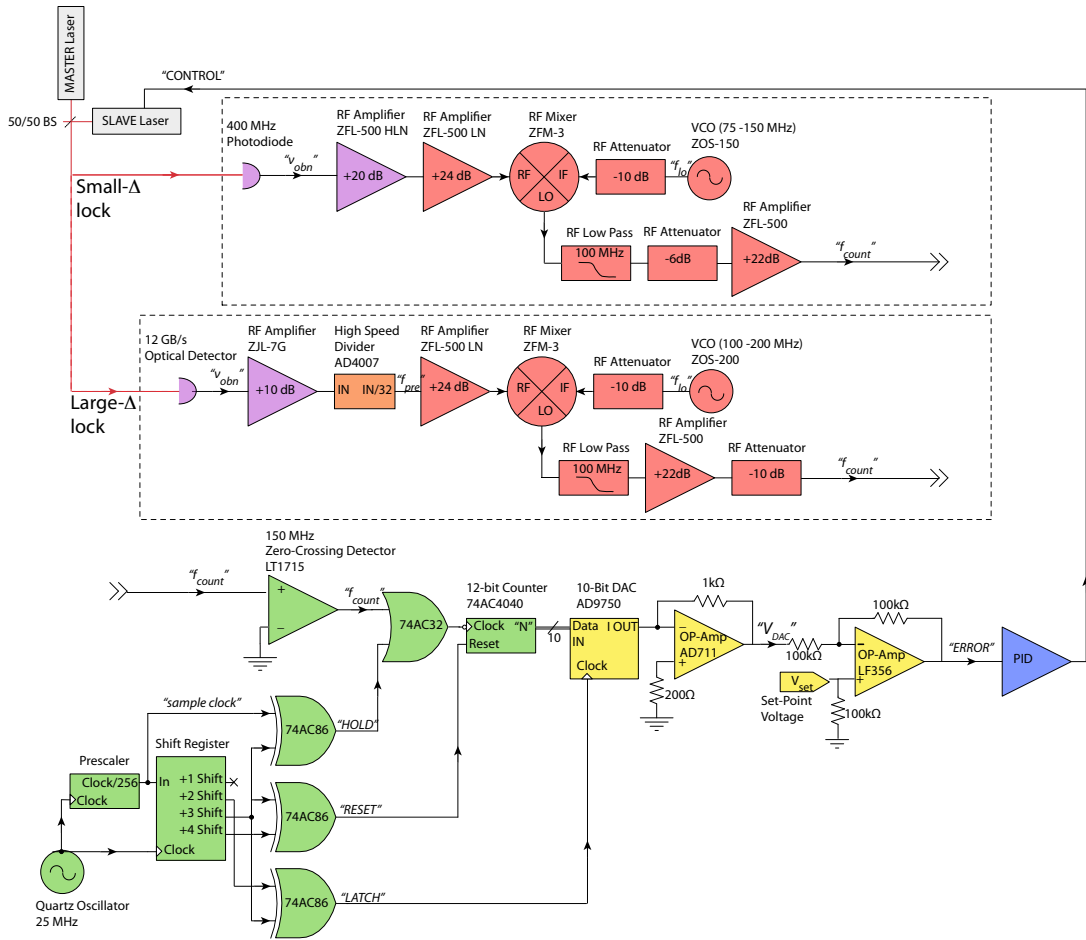 MASTER Laser
"CONTROL"
50/50 BS
SLAVE Laser
400 MHz
Photodiode
"ν_obn"
RF Amplifier
ZFL-500 HLN
+20 dB
RF Amplifier
ZFL-500 LN
+24 dB
RF Mixer
ZFM-3
RF
IF
LO
RF Attenuator
-10 dB
"f_lo"
VCO (75 -150 MHz)
ZOS-150
Small-Δ
lock
RF Low Pass
100 MHz
RF Attenuator
-6dB
RF Amplifier
ZFL-500
+22dB
"f_count"
12 GB/s
Optical Detector
"ν_obn"
RF Amplifier
ZJL-7G
+10 dB
High Speed
Divider
AD4007
IN IN/32
"f_pre"
RF Amplifier
ZFL-500 LN
+24 dB
RF Mixer
ZFM-3
RF
IF
LO
RF Attenuator
-10 dB
"f_lo"
VCO (100 -200 MHz)
ZOS-200
Large-Δ
lock
RF Low Pass
100 MHz
RF Amplifier
ZFL-500
+22dB
RF Attenuator
-10 dB
"f_count"
150 MHz
Zero-Crossing Detector
LT1715
"f_count"
+
−
"f_count"
74AC32
12-bit Counter
74AC4040
Clock "N"
Reset
10
10-Bit DAC
AD9750
Data I OUT
IN
Clock
1kΩ
−
OP-Amp
AD711
+
200Ω
"V_DAC"
100kΩ
100kΩ
−
OP-Amp
LF356
+
V_set
Set-Point
Voltage
100kΩ
"ERROR"
PID
"sample clock"
74AC86
"HOLD"
Prescaler
Clock/256
Clock
Shift Register
In
+1 Shift
+2 Shift
+3 Shift
+4 Shift
Clock
74AC86
"RESET"
74AC86
"LATCH"
Quartz Oscillator
25 MHz